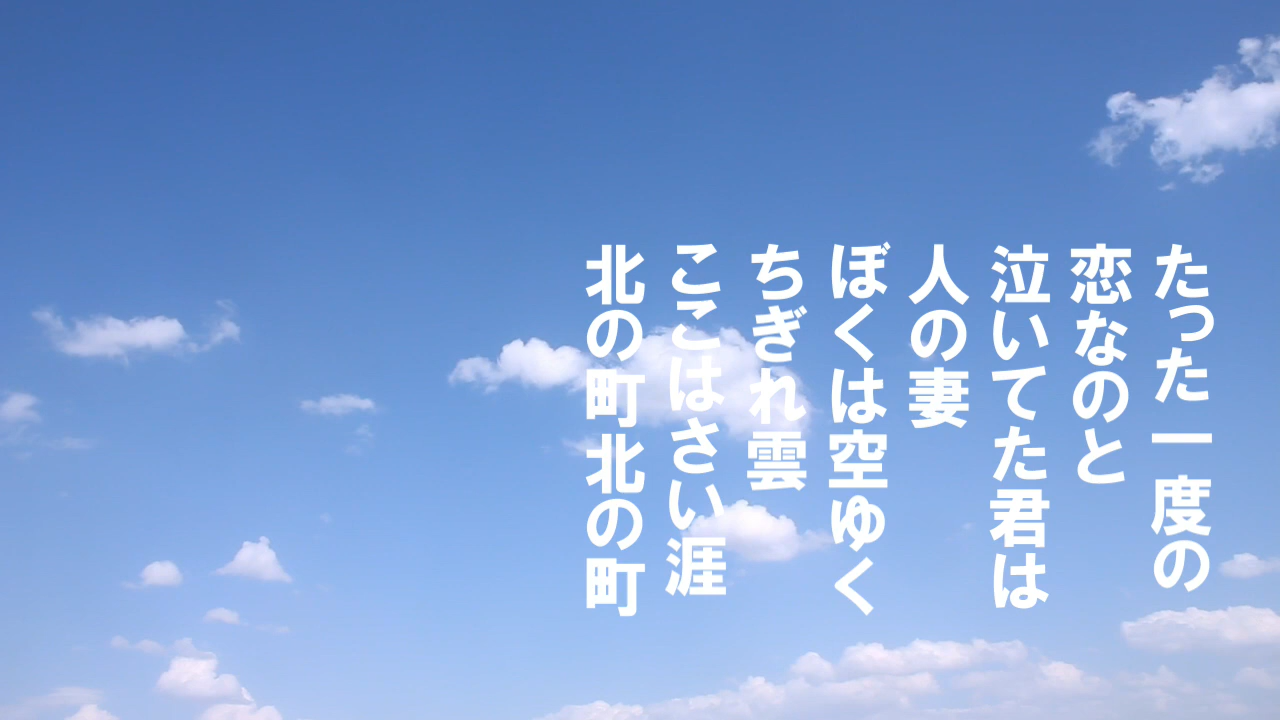 たった一度の
恋なのと
泣いてた君は
人の妻
ぼくは空ゆく
ちぎれ雲
ここはさい涯
北の町北の町